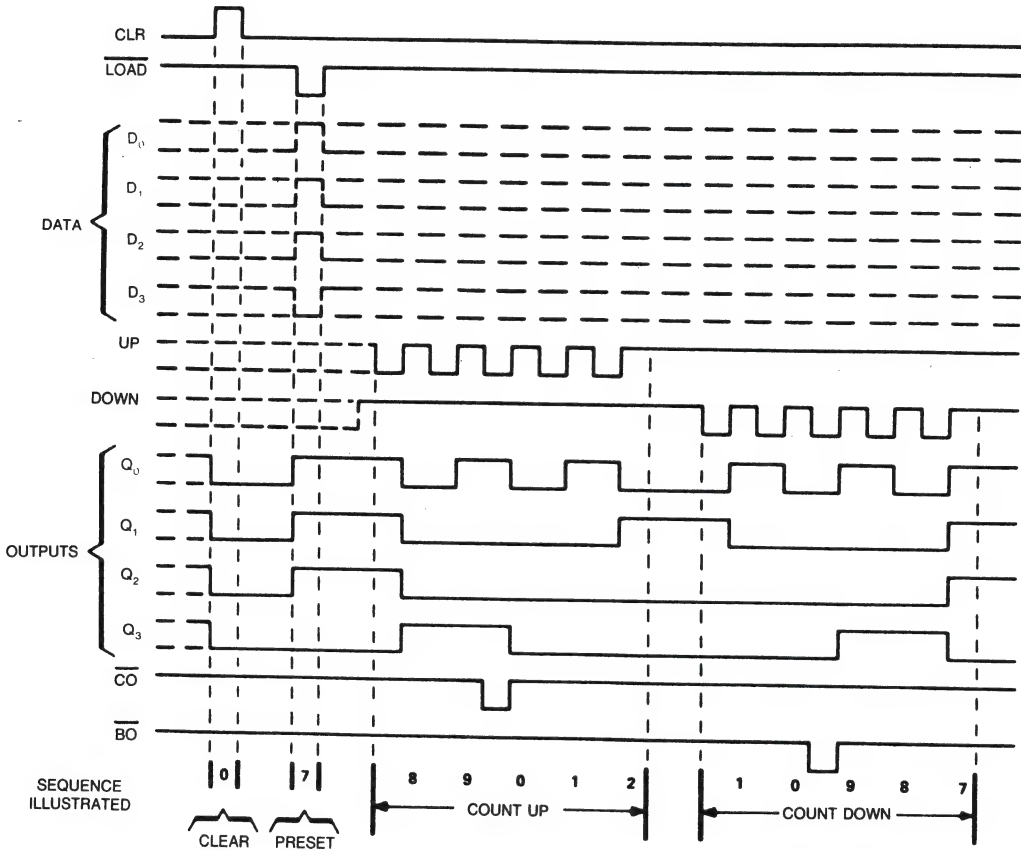 CLR
LOAD
D₀
D₁
DATA
D₂
D₃
UP
DOWN
Q₀
Q₁
OUTPUTS
Q₂
Q₃
CO
BO
SEQUENCE
ILLUSTRATED
0 7 8 9 0 1 2 1 0 9 8 7
COUNT UP COUNT DOWN
CLEAR PRESET